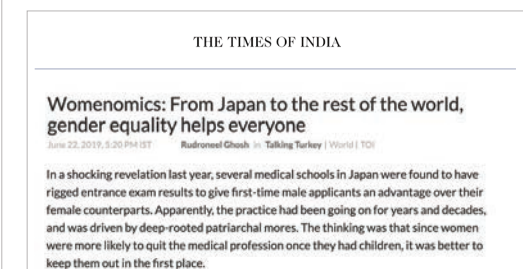 THE TIMES OF INDIA
Womenomics: From Japan to the rest of the world,
gender equality helps everyone
June 22, 2019, 5:20 PM IST Rudroneel Ghosh in Talking Turkey | World | TOI
In a shocking revelation last year, several medical schools in Japan were found to have
rigged entrance exam results to give first-time male applicants an advantage over their
female counterparts. Apparently, the practice had been going on for years and decades,
and was driven by deep-rooted patriarchal mores. The thinking was that since women
were more likely to quit the medical profession once they had children, it was better to
keep them out in the first place.